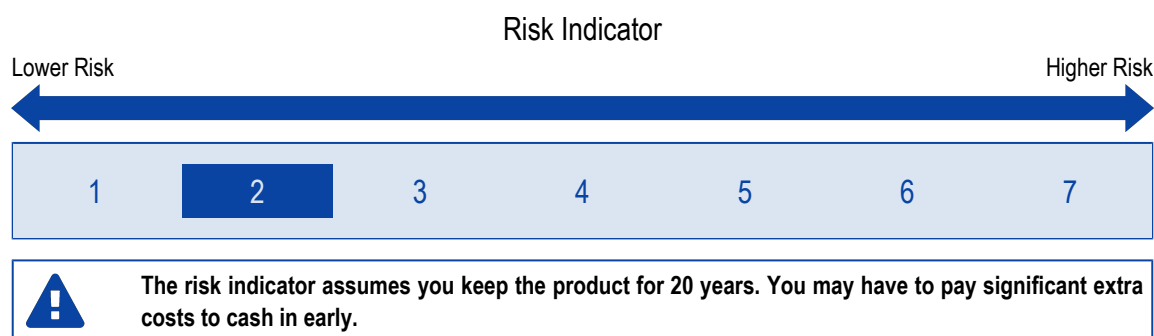 Risk Indicator
Lower Risk Higher Risk
1 2 3 4 5 6 7
The risk indicator assumes you keep the product for 20 years. You may have to pay significant extra
costs to cash in early.